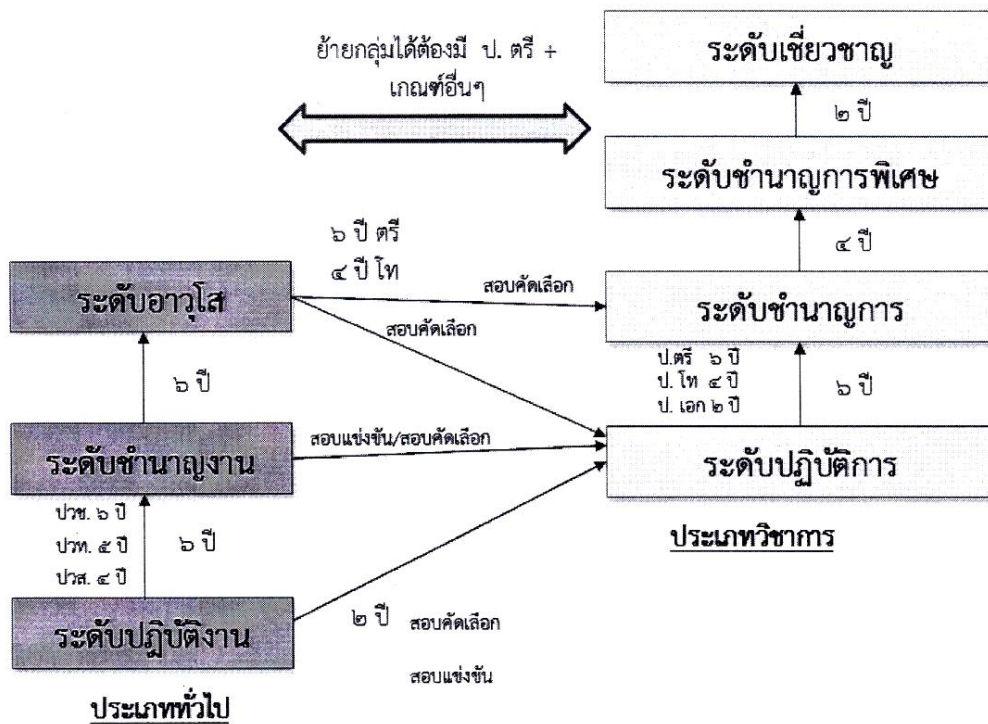 ย้ายกลุ่มได้ต้องมี ป. ตรี +
เกณฑ์อื่นๆ
ระดับเชี่ยวชาญ
๒ ปี
ระดับชำนาญการพิเศษ
๔ ปี
๖ ปี ตรี
๔ ปี โท
ระดับอาวุโส
สอบคัดเลือก
ระดับชำนาญการ
สอบคัดเลือก
ป.ตรี ๖ ปี
ป. โท ๔ ปี
ป. เอก ๒ ปี
๖ ปี
๖ ปี
ระดับชำนาญงาน
สอบแข่งขัน/สอบคัดเลือก
ระดับปฏิบัติการ
ประเภทวิชาการ
ปวช. ๖ ปี
ปวท. ๕ ปี
ปวส. ๔ ปี
๖ ปี
ระดับปฏิบัติงาน
๒ ปี สอบคัดเลือก
สอบแข่งขัน
ประเภททั่วไป